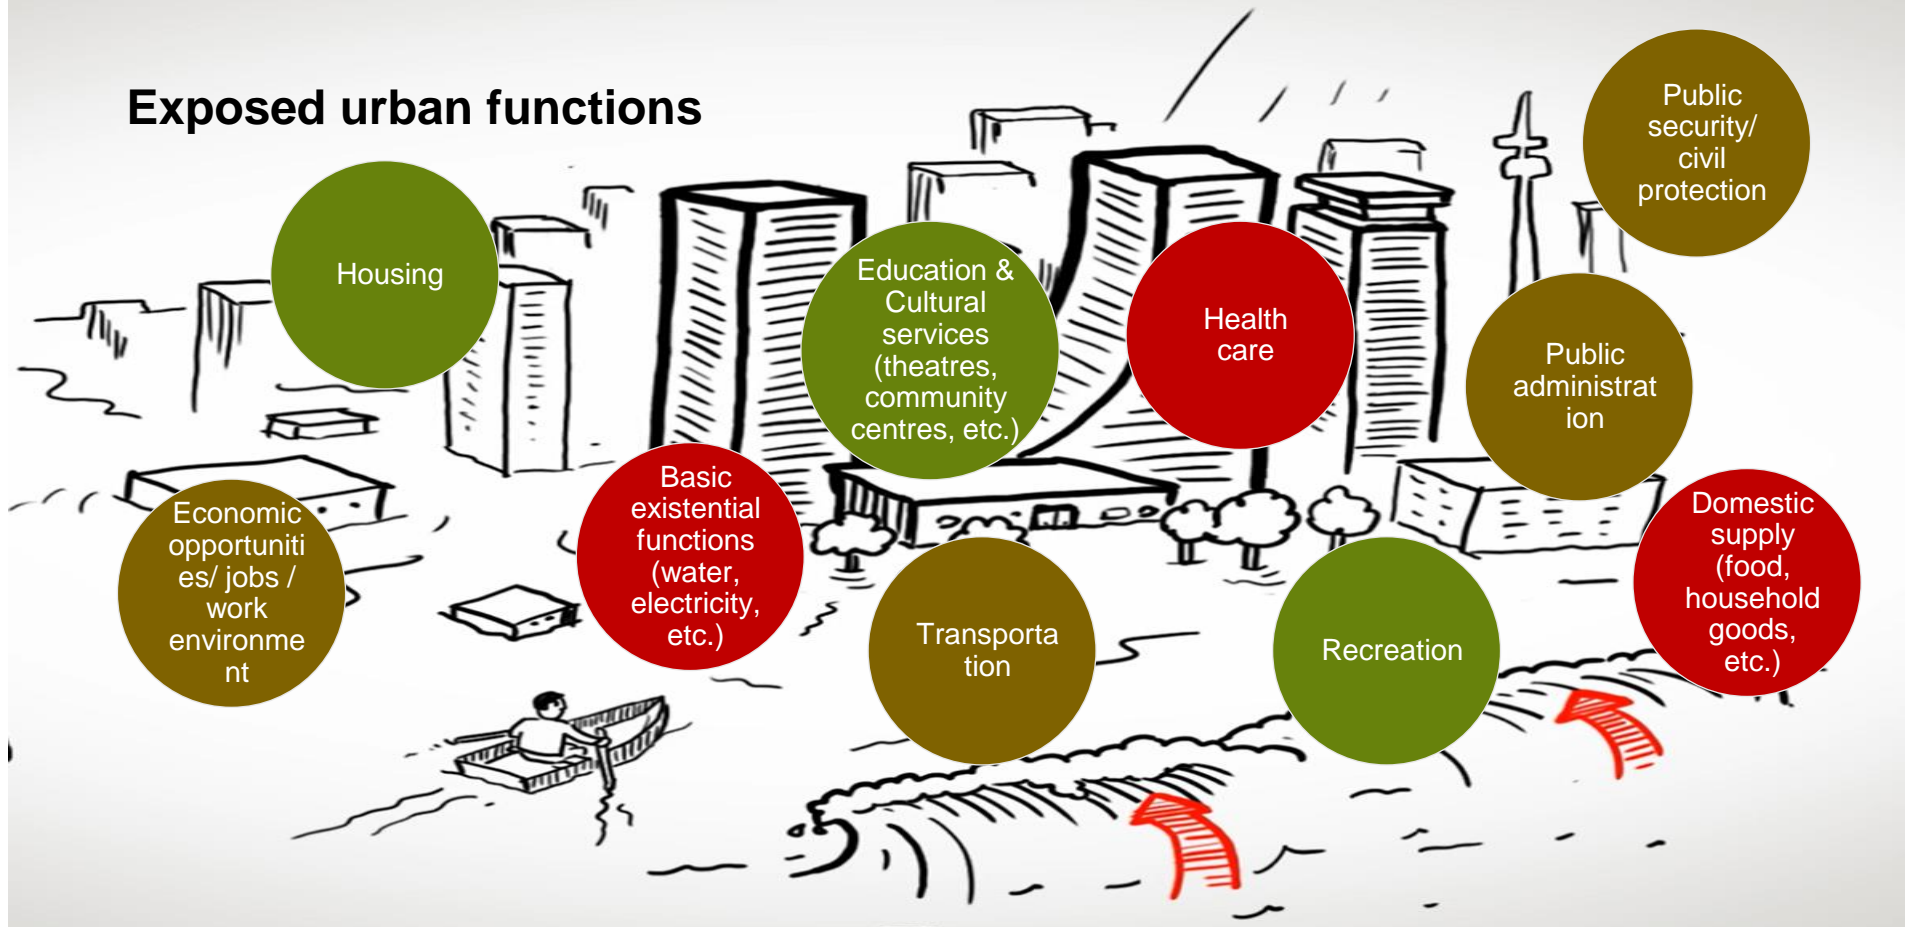 Exposed urban functions
Public
security/
civil
protection
Housing
Education &
Cultural
services
(theatres,
community
centres, etc.)
Health
care
Public
administrat
ion
Economic
opportuniti
es/ jobs /
work
environme
nt
Basic
existential
functions
(water,
electricity,
etc.)
Transporta
tion
Recreation
Domestic
supply
(food,
household
goods,
etc.)